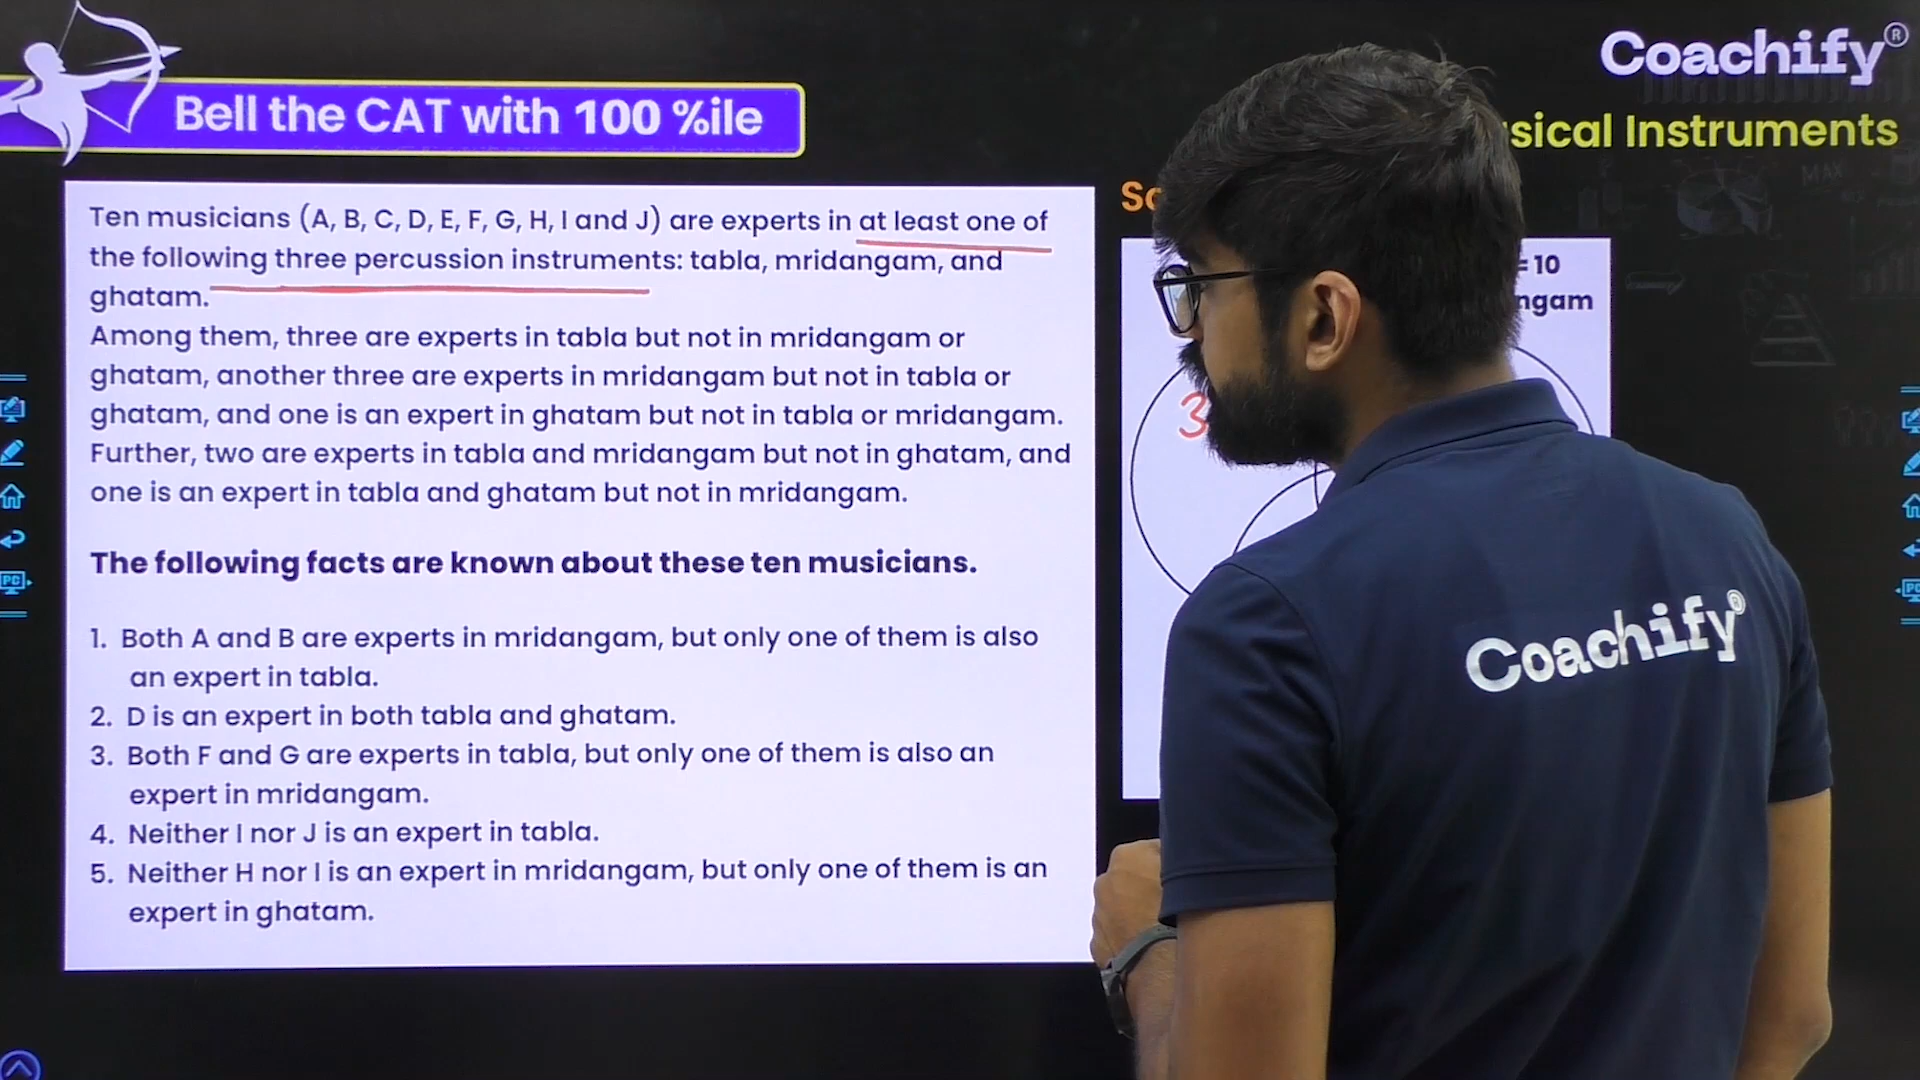 Coachify®
Bell the CAT with 100 %ile
sical Instruments
Ten musicians (A, B, C, D, E, F, G, H, I and J) are experts in at least one of
the following three percussion instruments: tabla, mridangam, and
ghatam.
Among them, three are experts in tabla but not in mridangam or
ghatam, another three are experts in mridangam but not in tabla or
ghatam, and one is an expert in ghatam but not in tabla or mridangam.
Further, two are experts in tabla and mridangam but not in ghatam, and
one is an expert in tabla and ghatam but not in mridangam.
The following facts are known about these ten musicians.
1. Both A and B are experts in mridangam, but only one of them is also
an expert in tabla.
2. D is an expert in both tabla and ghatam.
3. Both F and G are experts in tabla, but only one of them is also an
expert in mridangam.
4. Neither I nor J is an expert in tabla.
5. Neither H nor I is an expert in mridangam, but only one of them is an
expert in ghatam.
= 10
ngam
3
Coachify®
PC
MAX